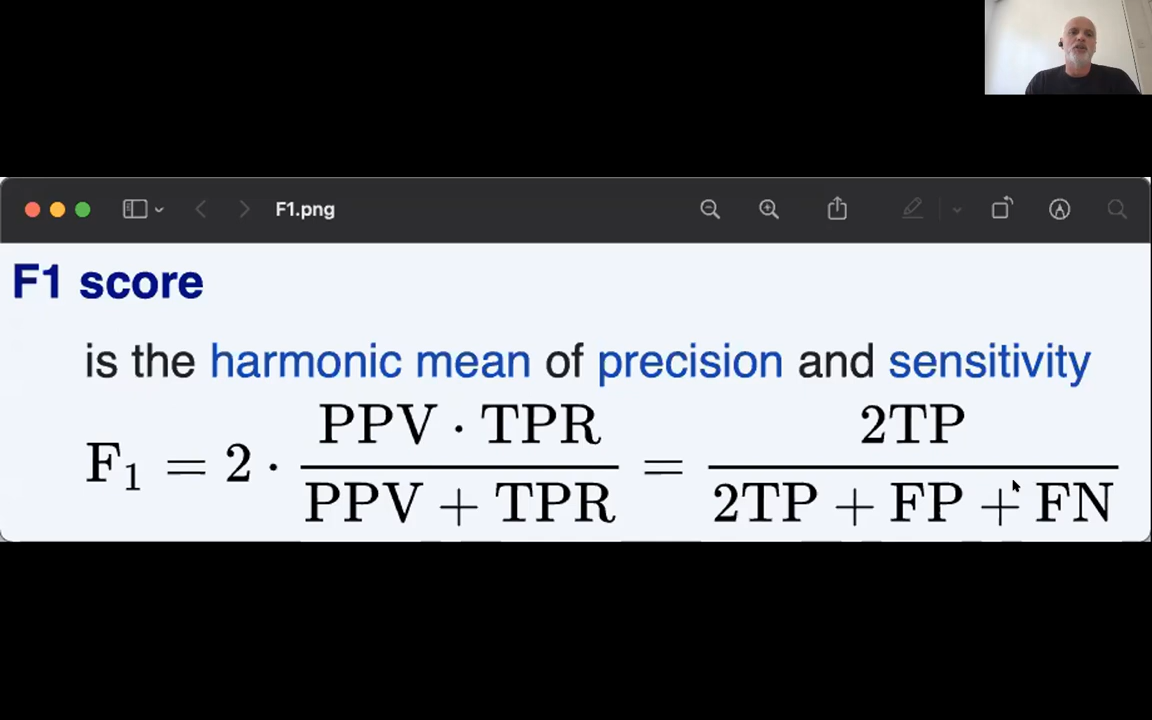 F1.png
F1 score
is the harmonic mean of precision and sensitivity
F₁ = 2 · (PPV · TPR)/(PPV + TPR) = 2TP/(2TP + FP + FN)